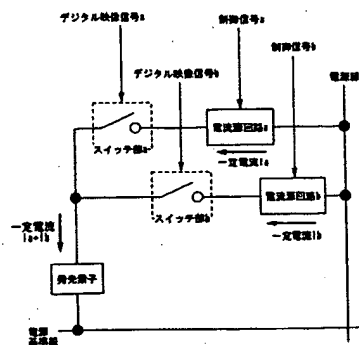 デジタル映像信号a
制御信号a
制御信号b
デジタル映像信号b
電源線
電流源回路a
スイッチ部a
一定電流Ia
電流源回路b
スイッチ部b
一定電流Ib
一定電流
Ia+Ib
発光素子
電源
基準線